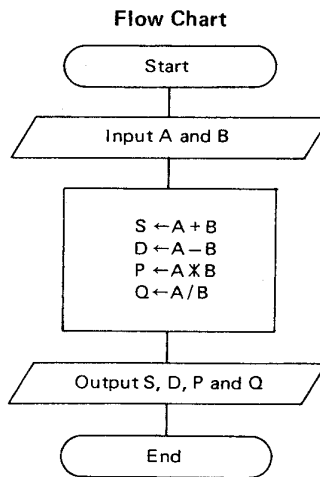 Flow Chart
Start
Input A and B
S ← A + B
D ← A − B
P ← A * B
Q ← A / B
Output S, D, P and Q
End